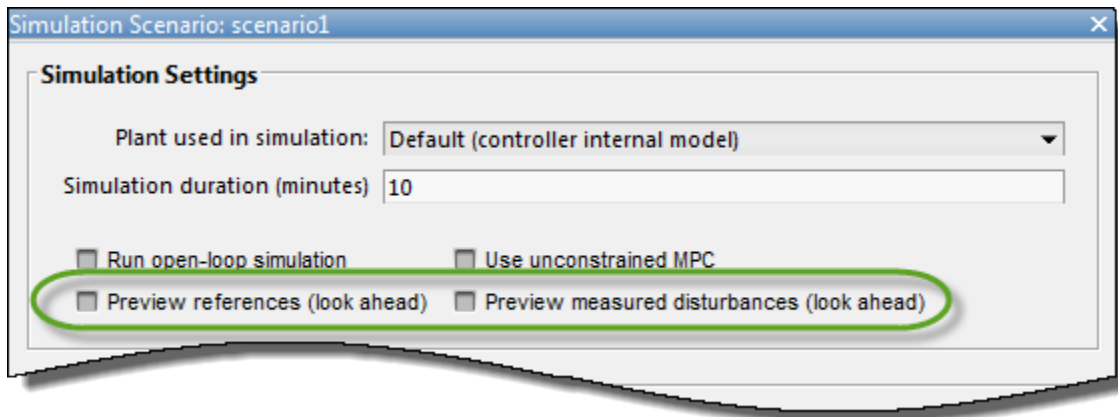 Simulation Scenario: scenario1
Simulation Settings
Plant used in simulation: Default (controller internal model)
Simulation duration (minutes) 10
Run open-loop simulation Use unconstrained MPC
Preview references (look ahead) Preview measured disturbances (look ahead)